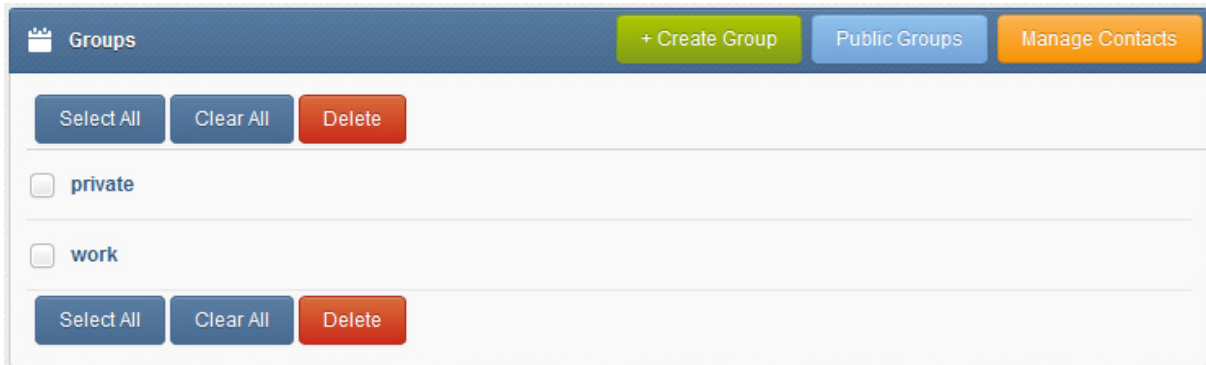 Groups + Create Group Public Groups Manage Contacts
Select All Clear All Delete
private
work
Select All Clear All Delete